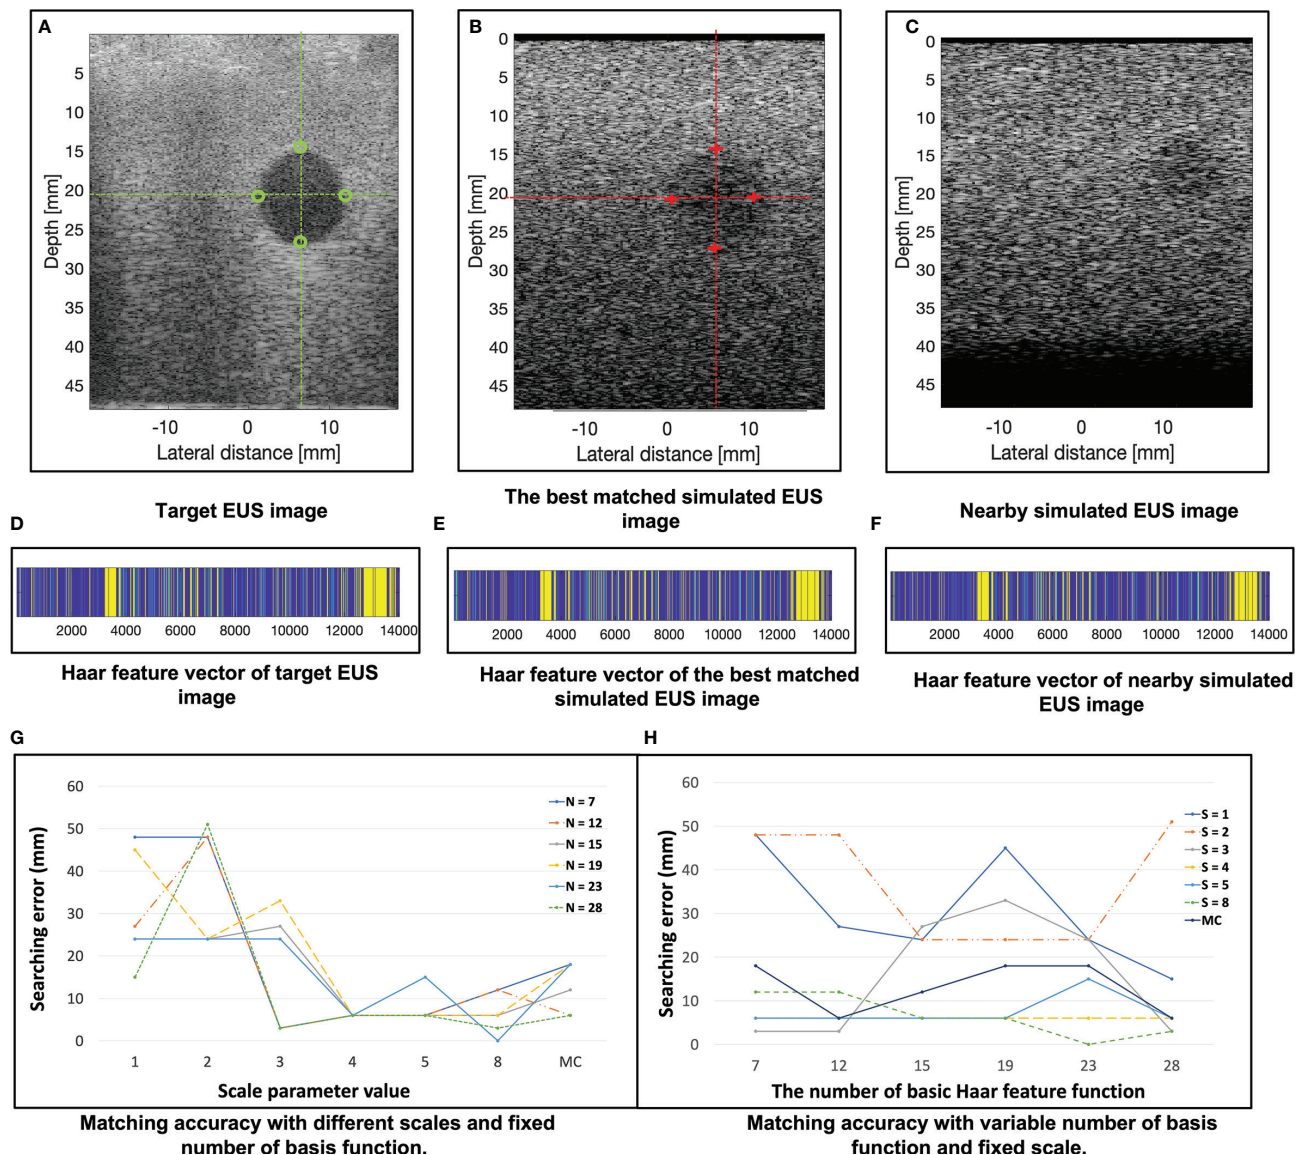 A
B
C
5
10
15
20
25
30
35
40
45
Depth [mm]
-10 0 10
Lateral distance [mm]
0
5
10
15
20
25
30
35
40
45
Depth [mm]
-10 0 10
Lateral distance [mm]
0
5
10
15
20
25
30
35
40
45
Depth [mm]
-10 0 10
Lateral distance [mm]
Target EUS image
The best matched simulated EUS
image
Nearby simulated EUS image
D
E
F
2000 4000 6000 8000 10000 12000 14000
2000 4000 6000 8000 10000 12000 14000
2000 4000 6000 8000 10000 12000 14000
Haar feature vector of target EUS
image
Haar feature vector of the best matched
simulated EUS image
Haar feature vector of nearby simulated
EUS image
G
60
50
40
30
20
10
0
Searching error (mm)
1 2 3 4 5 8 MC
Scale parameter value
N = 7
N = 12
N = 15
N = 19
N = 23
N = 28
Matching accuracy with different scales and fixed
number of basis function.
H
60
50
40
30
20
10
0
Searching error (mm)
7 12 15 19 23 28
The number of basic Haar feature function
S = 1
S = 2
S = 3
S = 4
S = 5
S = 8
MC
Matching accuracy with variable number of basis
function and fixed scale.